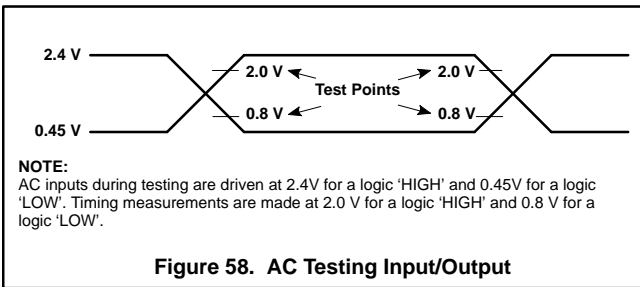 2.4 V
2.0 V 2.0 V
Test Points
0.8 V 0.8 V
0.45 V
NOTE:
AC inputs during testing are driven at 2.4V for a logic ‘HIGH’ and 0.45V for a logic
‘LOW’. Timing measurements are made at 2.0 V for a logic ‘HIGH’ and 0.8 V for a
logic ‘LOW’.
Figure 58. AC Testing Input/Output